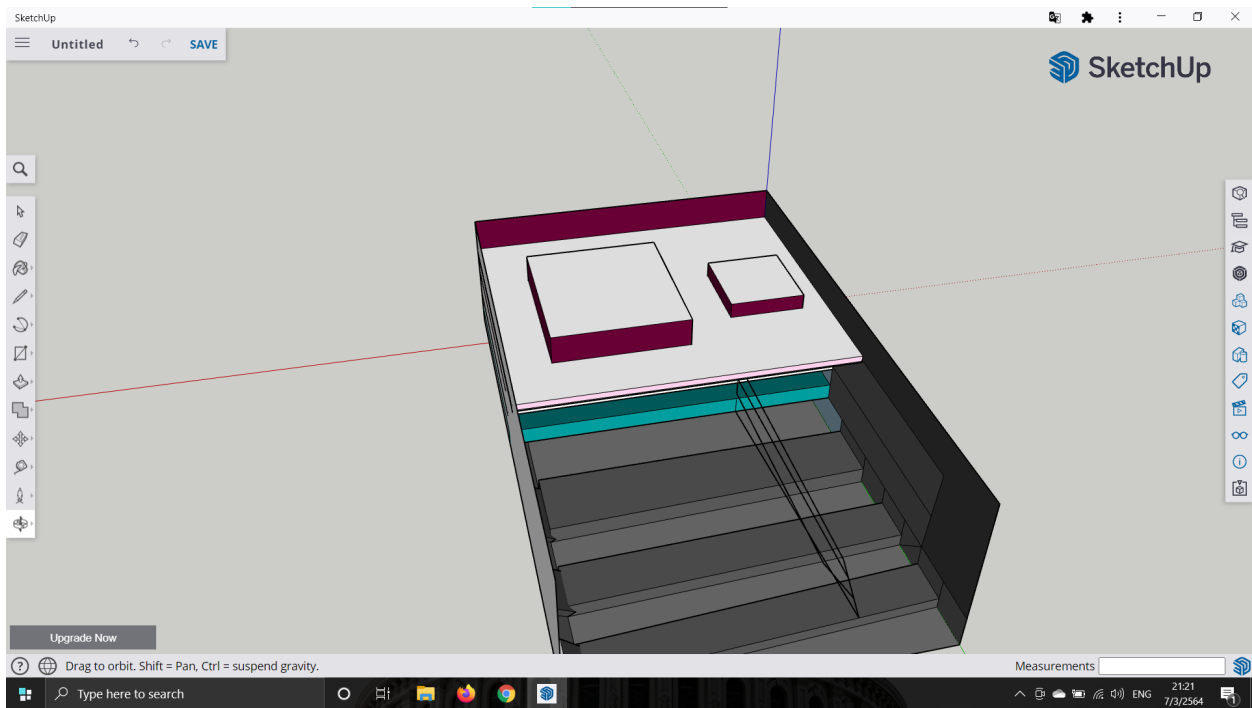 SketchUp
Untitled
SAVE
SketchUp
Upgrade Now
Drag to orbit. Shift = Pan, Ctrl = suspend gravity.
Measurements
Type here to search
ENG
21:21
7/3/2564
1